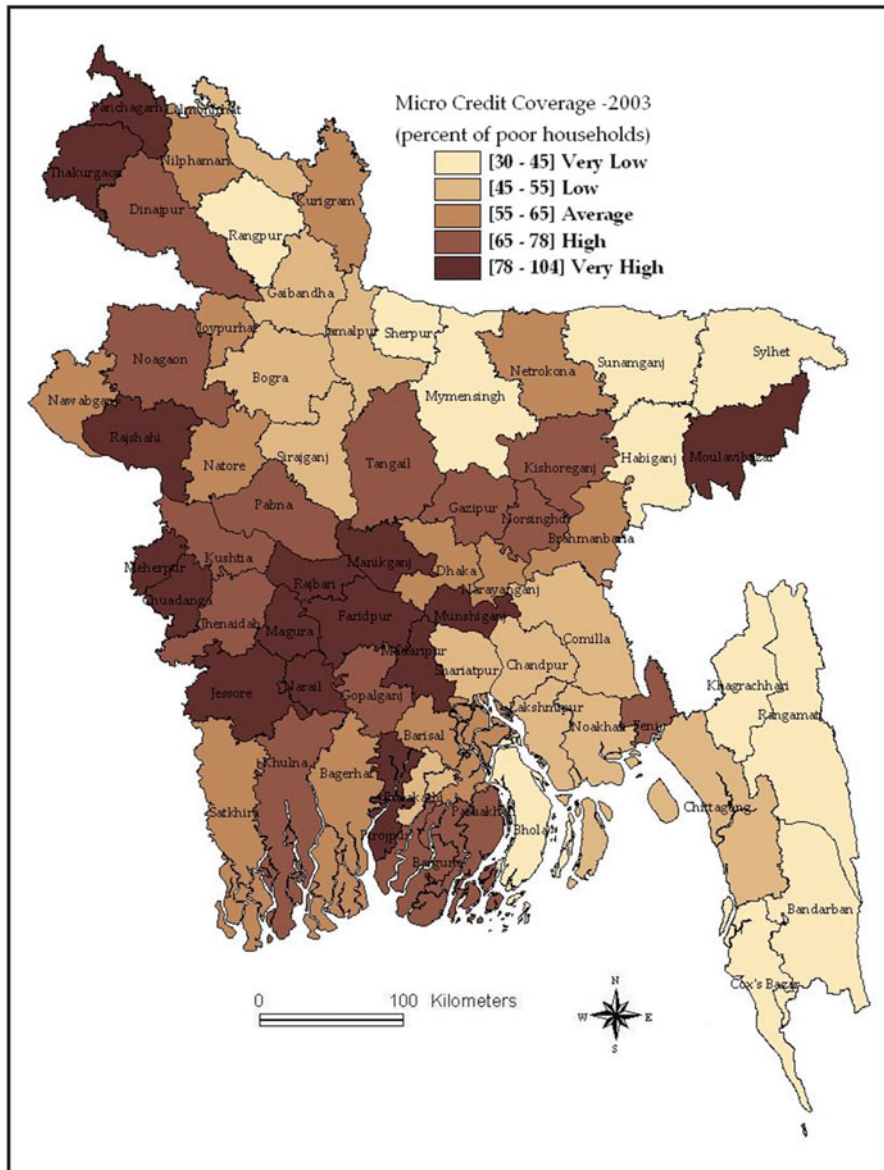 Micro Credit Coverage -2003
(percent of poor households)
[30 - 45] Very Low
[45 - 55] Low
[55 - 65] Average
[65 - 78] High
[78 - 104] Very High
Panchagarh
Thakurgaon
Nilphamari
Dinajpur
Kurigram
Rangpur
Gaibandha
Jamalpur
Sherpur
Noagaon
Bogra
Netrokona
Sunamganj
Sylhet
Mymensingh
Rajshahi
Natore
Sirajganj
Tangail
Kishoreganj
Habiganj
Moulavibazar
Pabna
Gazipur
Norsinghdi
Brahmanbaria
Kushtia
Manikganj
Dhaka
Meherpur
Rajbari
Narayanganj
Chuadanga
Jhenaidah
Magura
Faridpur
Munshiganj
Comilla
Madaripur
Shariatpur
Chandpur
Jessore
Narail
Gopalganj
Khagrachhari
Lakshmipur
Rangamati
Noakhali
Feni
Barisal
Khulna
Bagerhat
Satkhira
Chittagong
Pirojpur
Bhola
Barguna
Bandarban
Cox's Bazar
0 100 Kilometers
N
W E
S